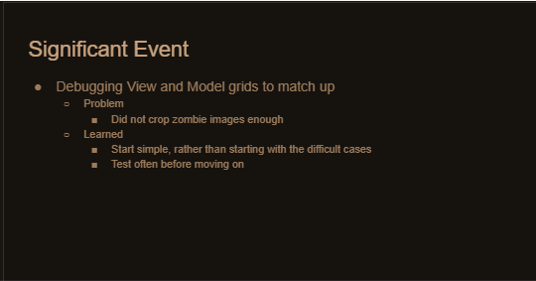 Significant Event
● Debugging View and Model grids to match up
○ Problem
■ Did not crop zombie images enough
○ Learned
■ Start simple, rather than starting with the difficult cases
■ Test often before moving on